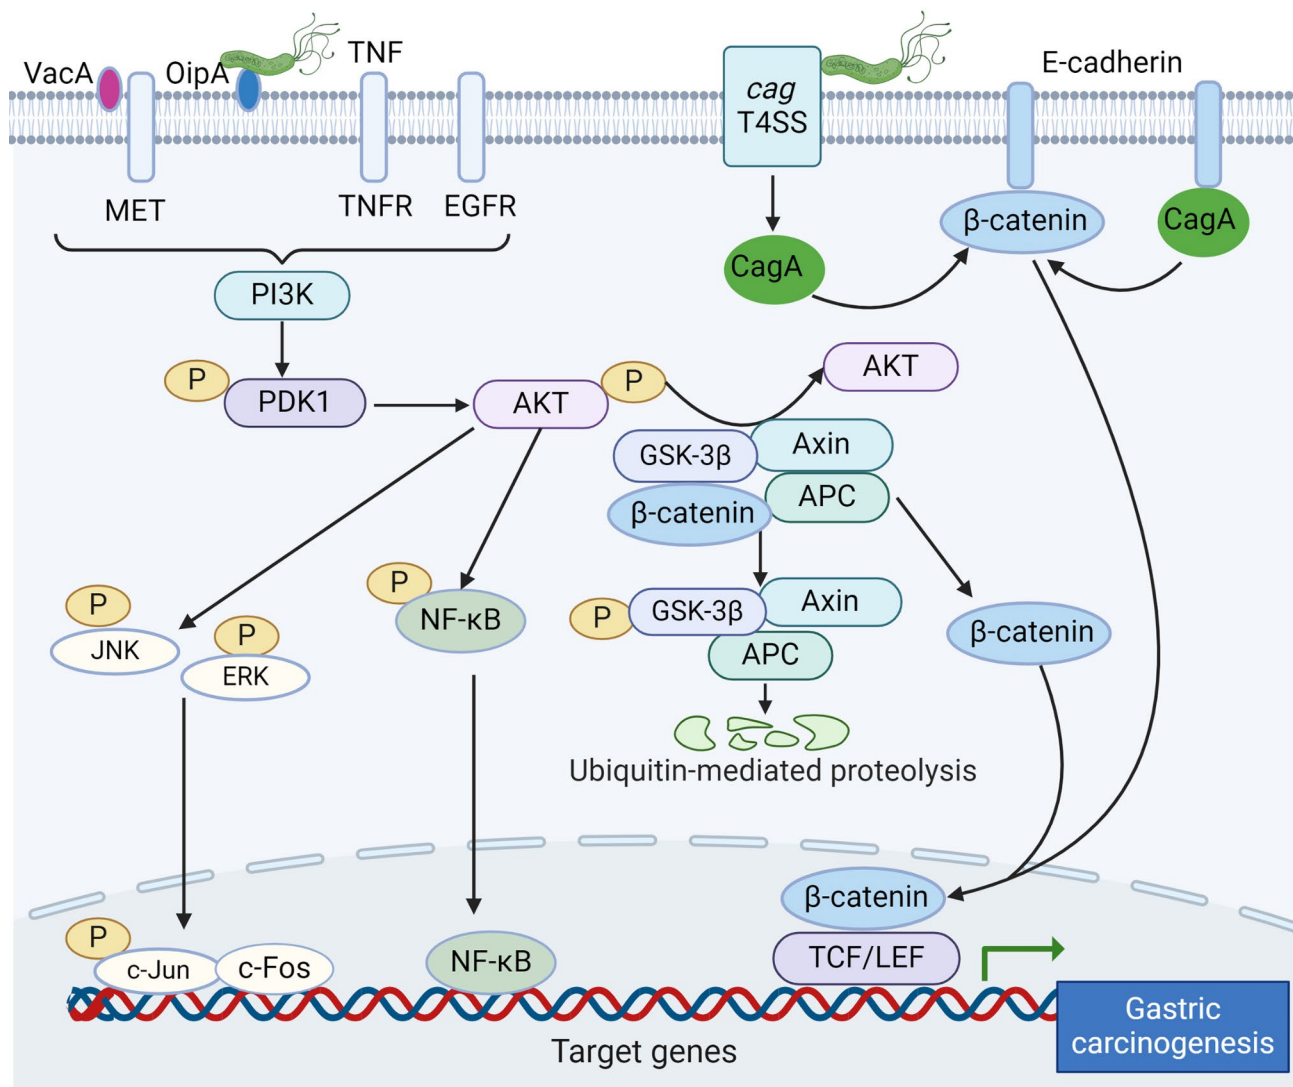 TNF
VacA
OipA
E-cadherin
cag
T4SS
MET
TNFR
EGFR
β-catenin
CagA
CagA
PI3K
P
PDK1
AKT
P
AKT
GSK-3β
Axin
β-catenin
APC
P
JNK
P
ERK
P
NF-κB
P
GSK-3β
Axin
APC
β-catenin
Ubiquitin-mediated proteolysis
P
c-Jun
c-Fos
NF-κB
β-catenin
TCF/LEF
Target genes
Gastric
carcinogenesis